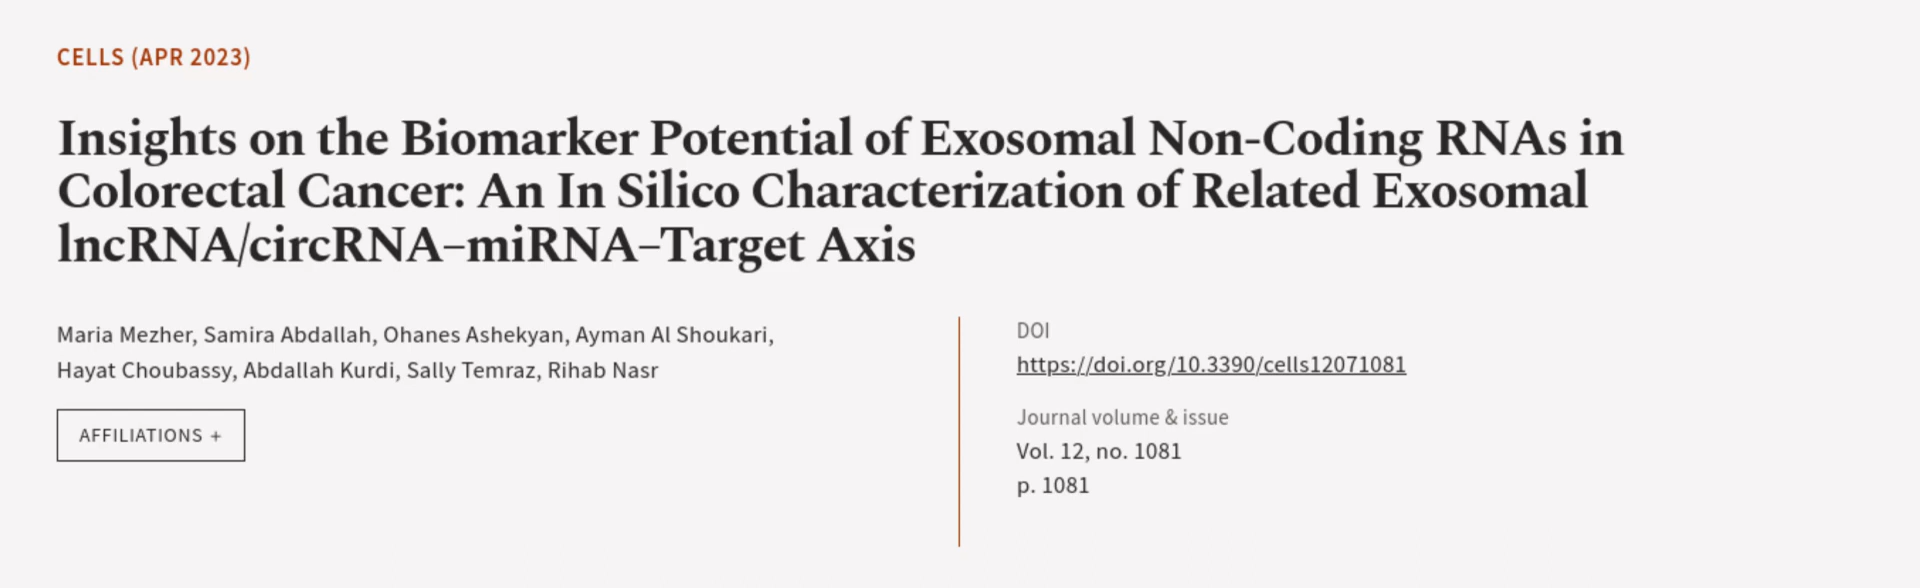 CELLS (APR 2023)
Insights on the Biomarker Potential of Exosomal Non-Coding RNAs in
Colorectal Cancer: An In Silico Characterization of Related Exosomal
lncRNA/circRNA–miRNA–Target Axis
Maria Mezher, Samira Abdallah, Ohanes Ashekyan, Ayman Al Shoukari,
Hayat Choubassy, Abdallah Kurdi, Sally Temraz, Rihab Nasr
AFFILIATIONS +
DOI
https://doi.org/10.3390/cells12071081
Journal volume & issue
Vol. 12, no. 1081
p. 1081